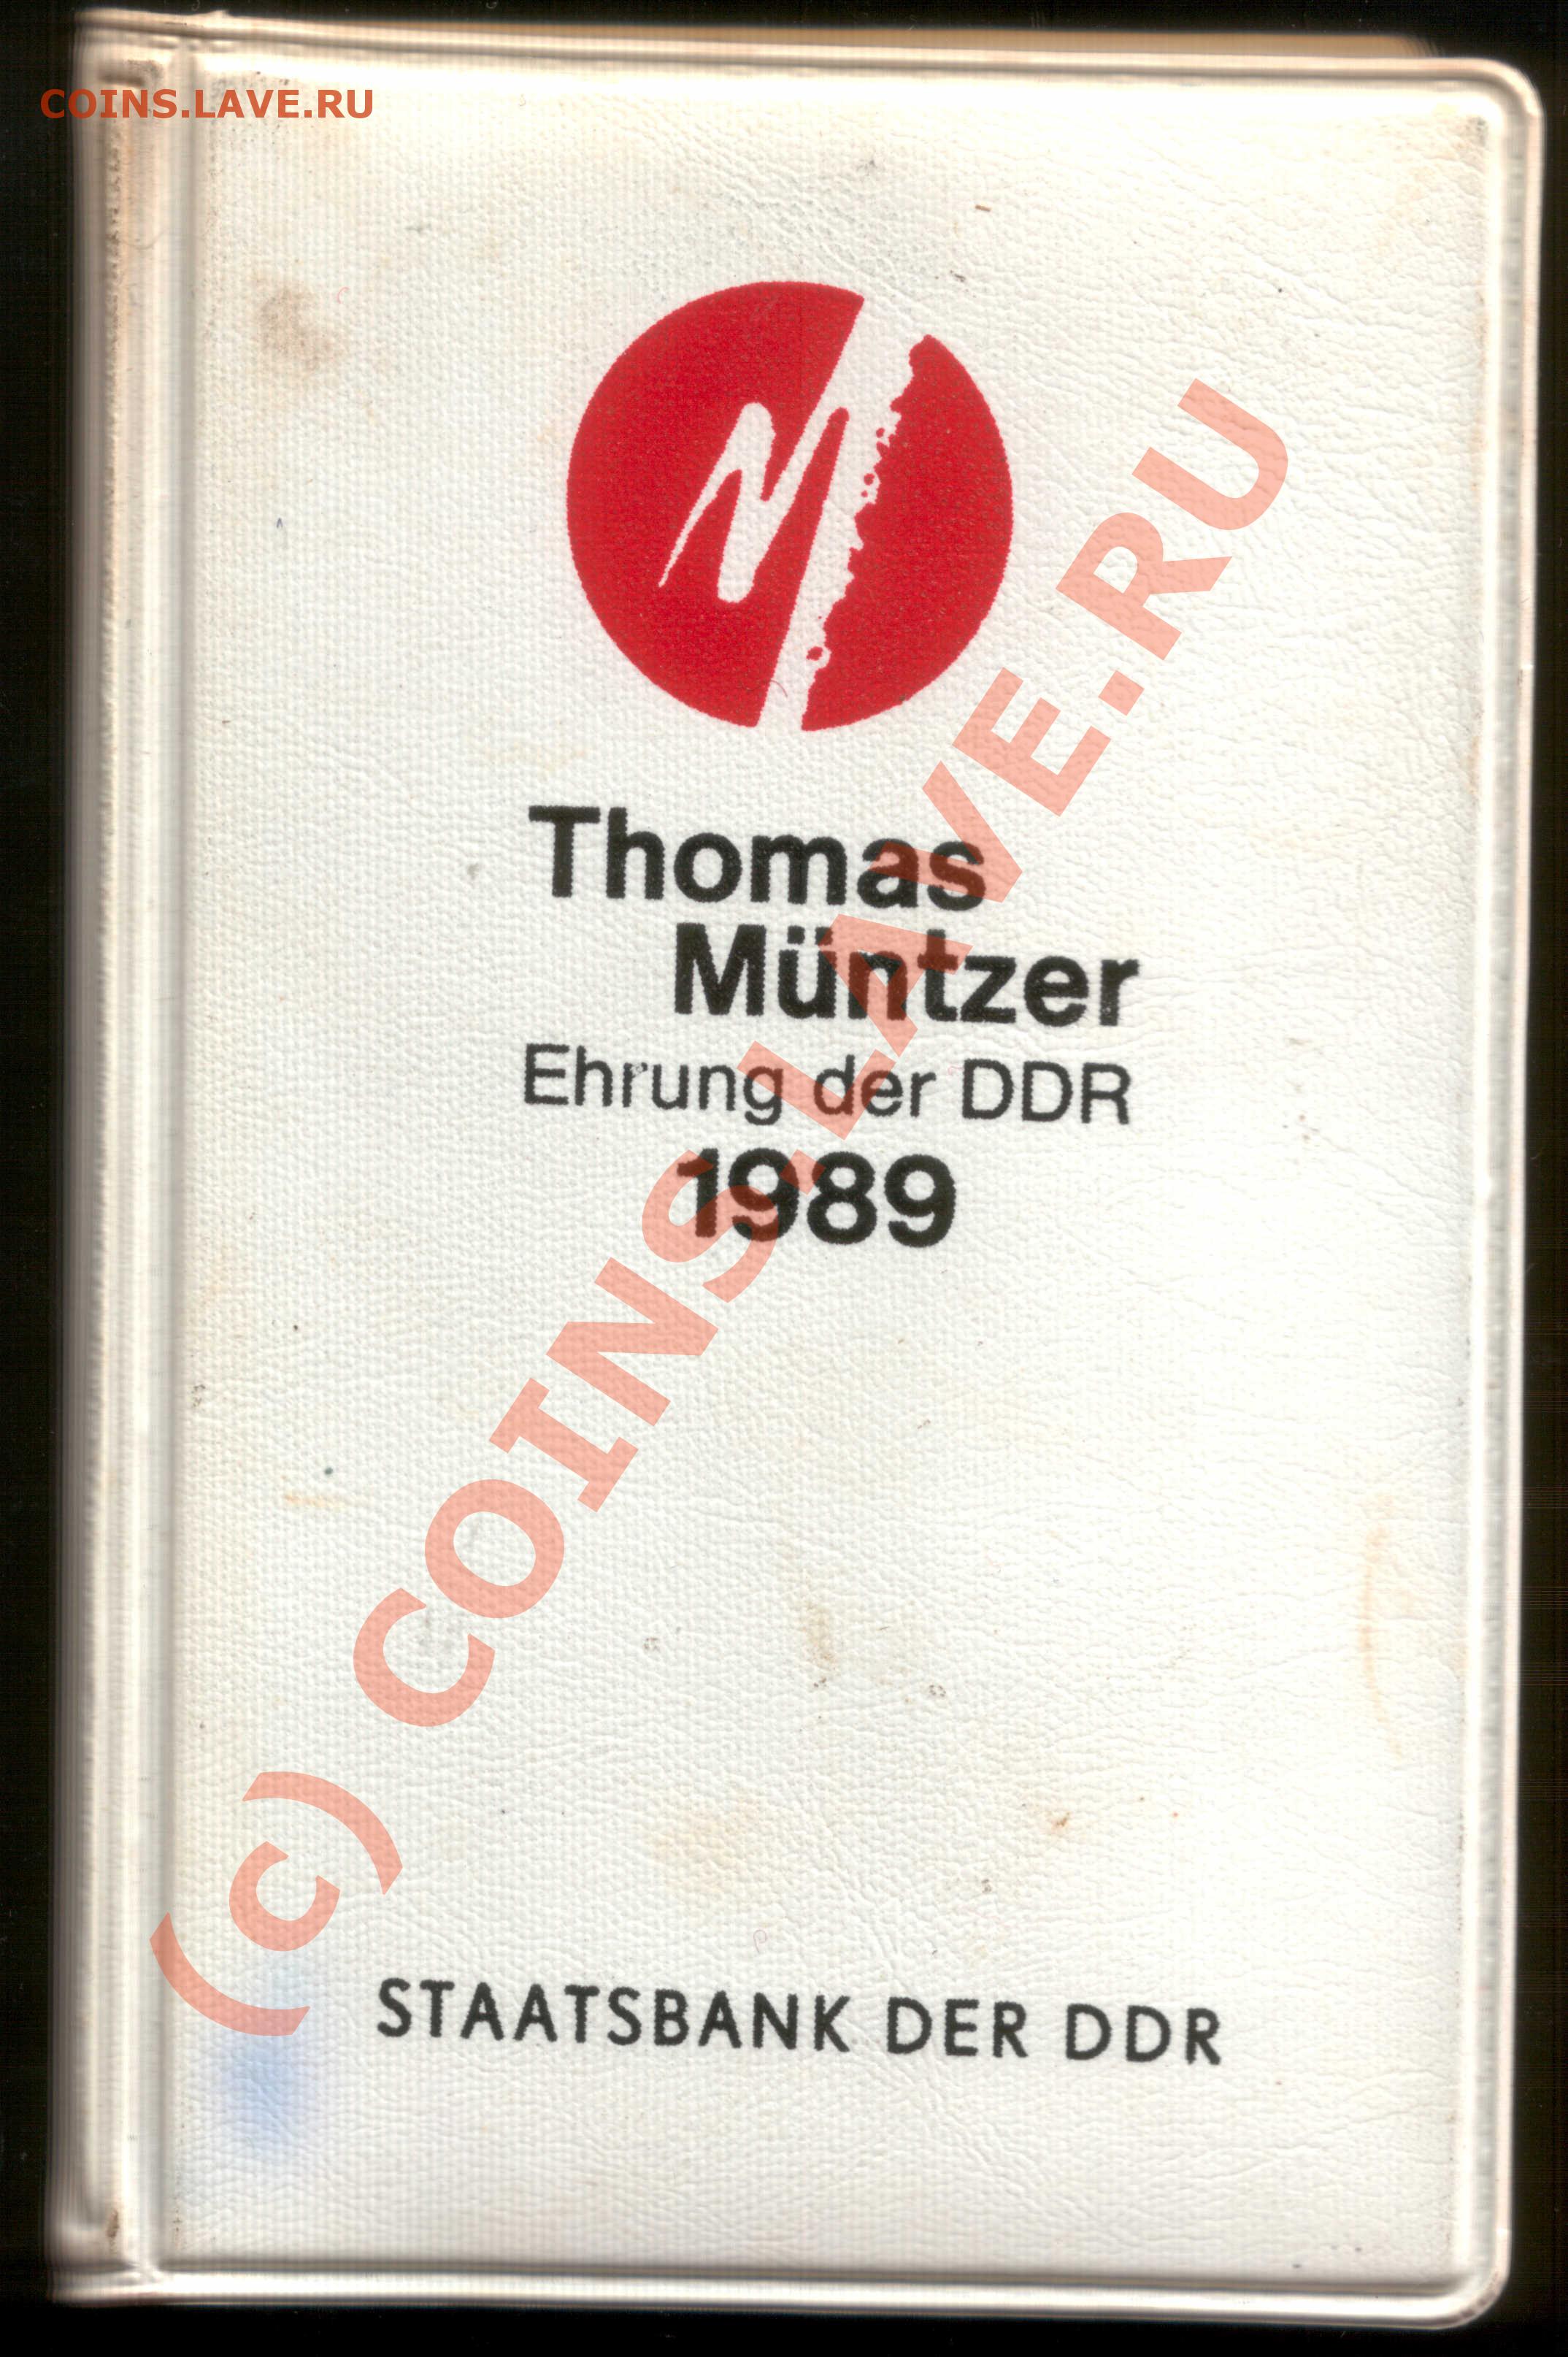 COINS.LAVE.RU
Thomas
Müntzer
Ehrung der DDR
1989
(c) COINS.LAVE.RU
STAATSBANK DER DDR